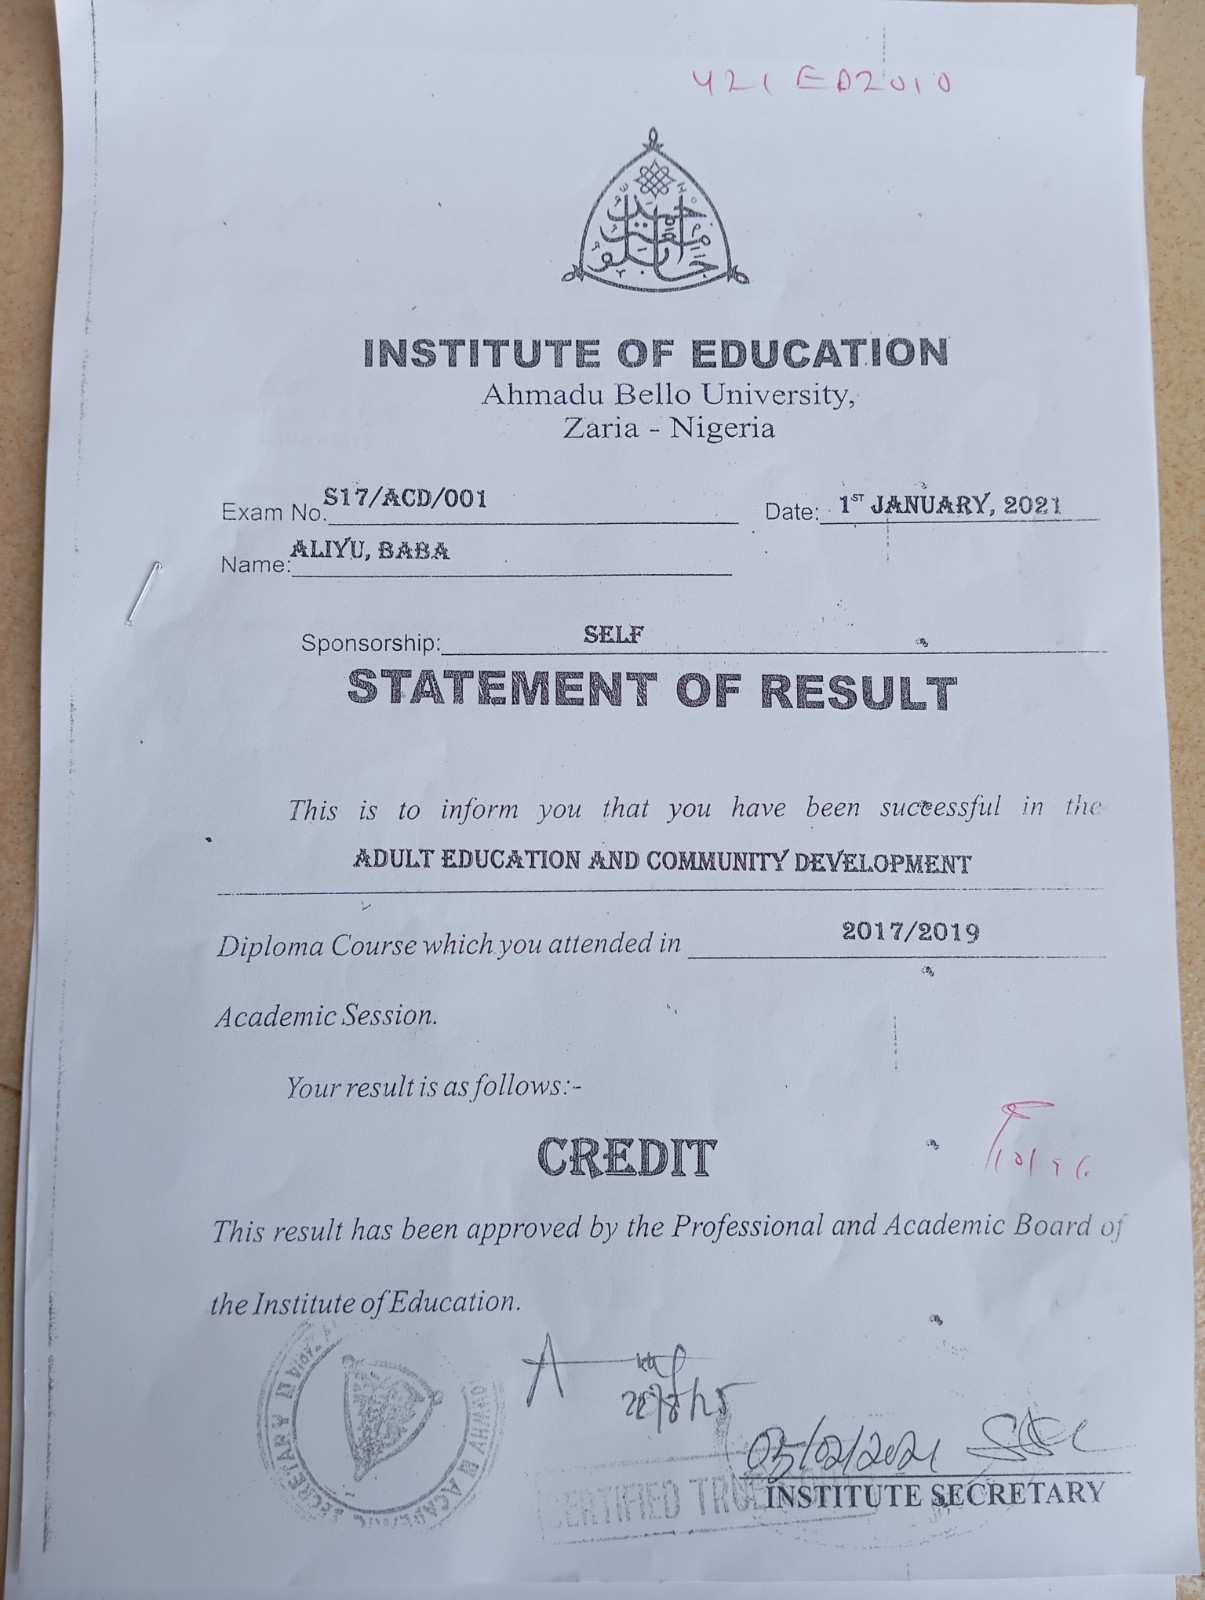 U21ED2010
INSTITUTE OF EDUCATION
Ahmadu Bello University,
Zaria - Nigeria
Exam No. S17/ACD/001 Date: 1ST JANUARY, 2021
Name: ALIYU, BABA
Sponsorship: SELF
STATEMENT OF RESULT
This is to inform you that you have been successful in the
ADULT EDUCATION AND COMMUNITY DEVELOPMENT
Diploma Course which you attended in 2017/2019
Academic Session.
Your result is as follows:-
CREDIT
This result has been approved by the Professional and Academic Board of
the Institute of Education.
03/02/2021
CERTIFIED TRUE
INSTITUTE SECRETARY
SECRETARY